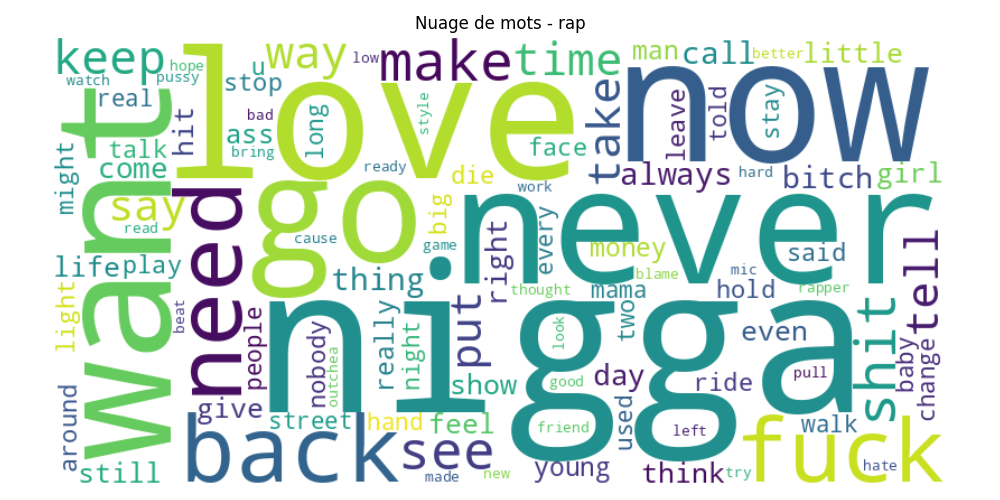 Nuage de mots - rap
keep
love
way
make
time
man
call
better
little
hope
pussy
watch
u
low
stop
now
real
want
hit
bad
ass
bring
long
style
face
take
leave
told
stay
might
talk
come
ready
die
work
always
hard
bitch
girl
say
read
need
go
cause
big
game
never
right
every
money
said
tell
life
play
thing
thought
mama
blame
mic
hold
rapper
light
beat
people
nigga
nobody
outchea
really
night
put
look
two
even
shit
baby
change
show
good
day
ride
pull
around
give
street
hand
feel
friend
used
left
walk
fuck
back
see
still
made
new
young
think
try
hate